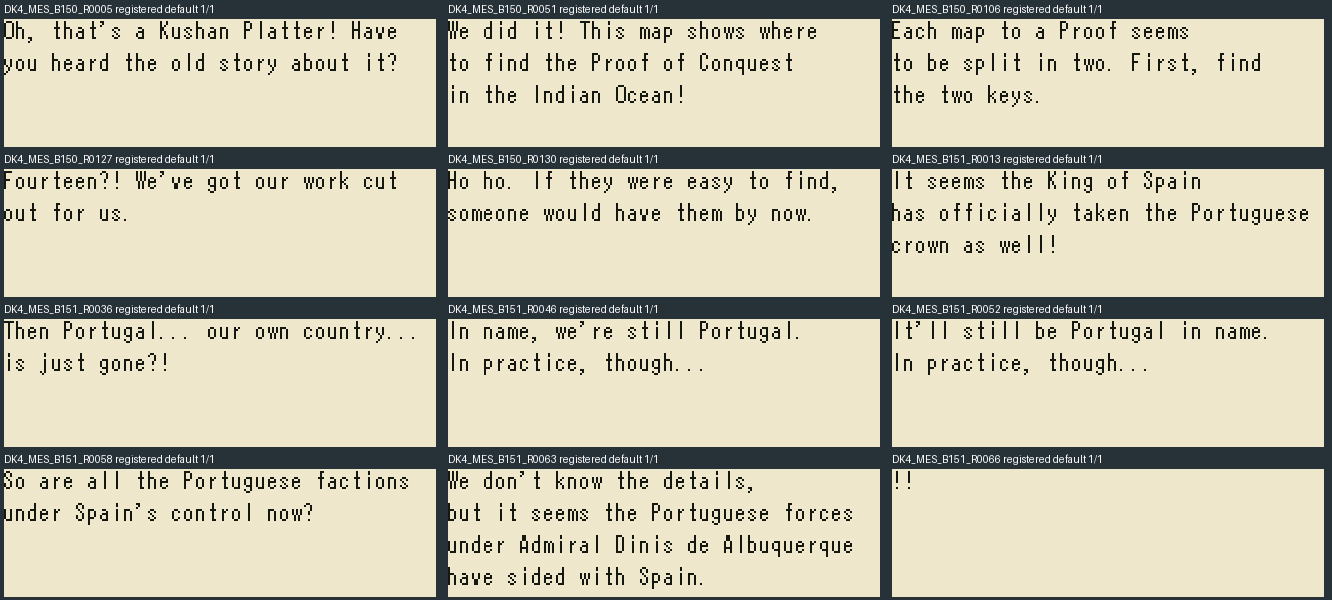 DK4_MES_B150_R0005 registered default 1/1
Oh, that's a Kushan Platter! Have
you heard the old story about it?
DK4_MES_B150_R0051 registered default 1/1
We did it! This map shows where
to find the Proof of Conquest
in the Indian Ocean!
DK4_MES_B150_R0106 registered default 1/1
Each map to a Proof seems
to be split in two. First, find
the two keys.
DK4_MES_B150_R0127 registered default 1/1
Fourteen?! We've got our work cut
out for us.
DK4_MES_B150_R0130 registered default 1/1
Ho ho. If they were easy to find,
someone would have them by now.
DK4_MES_B151_R0013 registered default 1/1
It seems the King of Spain
has officially taken the Portuguese
crown as well!
DK4_MES_B151_R0036 registered default 1/1
Then Portugal... our own country...
is just gone?!
DK4_MES_B151_R0046 registered default 1/1
In name, we're still Portugal.
In practice, though...
DK4_MES_B151_R0052 registered default 1/1
It'll still be Portugal in name.
In practice, though...
DK4_MES_B151_R0058 registered default 1/1
So are all the Portuguese factions
under Spain's control now?
DK4_MES_B151_R0063 registered default 1/1
We don't know the details,
but it seems the Portuguese forces
under Admiral Dinis de Albuquerque
have sided with Spain.
DK4_MES_B151_R0066 registered default 1/1
!!